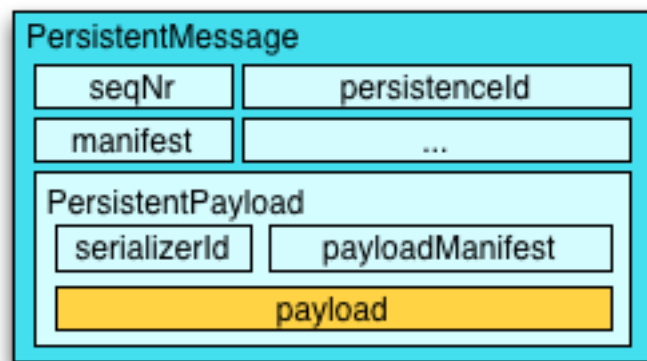 PersistentMessage
seqNr persistenceId
manifest ...
PersistentPayload
serializerId payloadManifest
payload